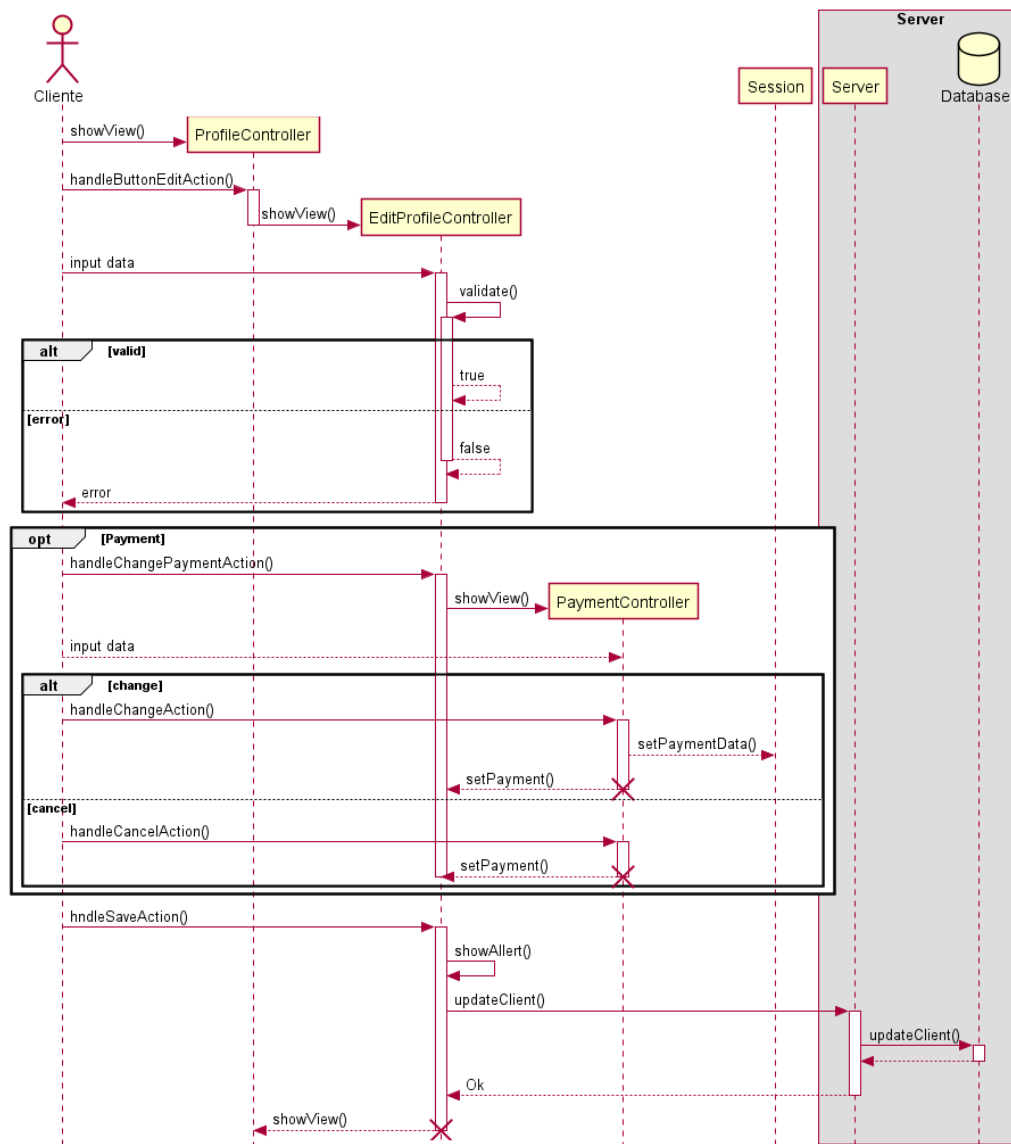 Server
Cliente
Session
Server
Database
showView()
ProfileController
handleButtonEditAction()
showView()
EditProfileController
input data
validate()
alt
[valid]
true
[error]
false
error
opt
[Payment]
handleChangePaymentAction()
showView()
PaymentController
input data
alt
[change]
handleChangeAction()
setPaymentData()
setPayment()
[cancel]
handleCancelAction()
setPayment()
hndleSaveAction()
showAllert()
updateClient()
updateClient()
Ok
showView()